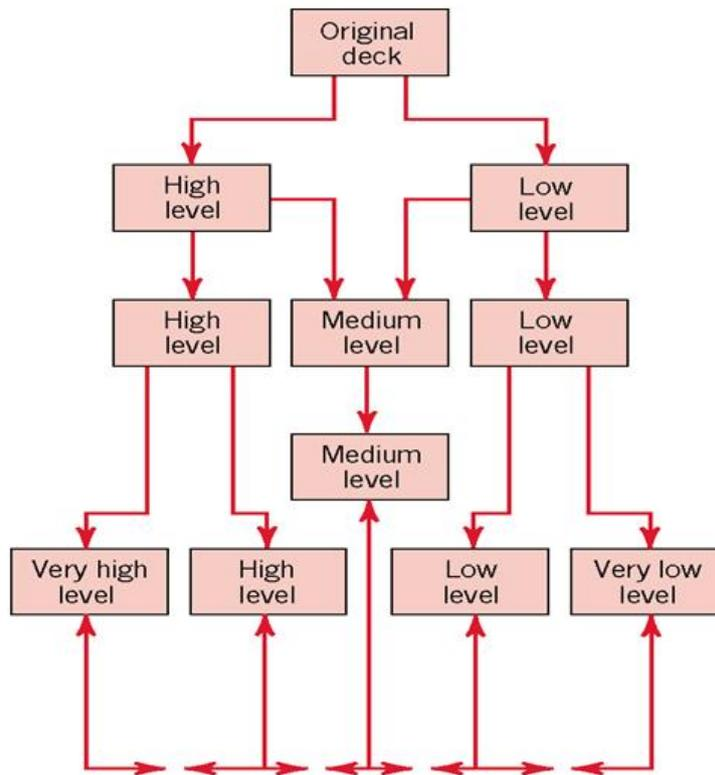 Original
deck
High
level
Low
level
High
level
Medium
level
Low
level
Medium
level
Very high
level
High
level
Low
level
Very low
level